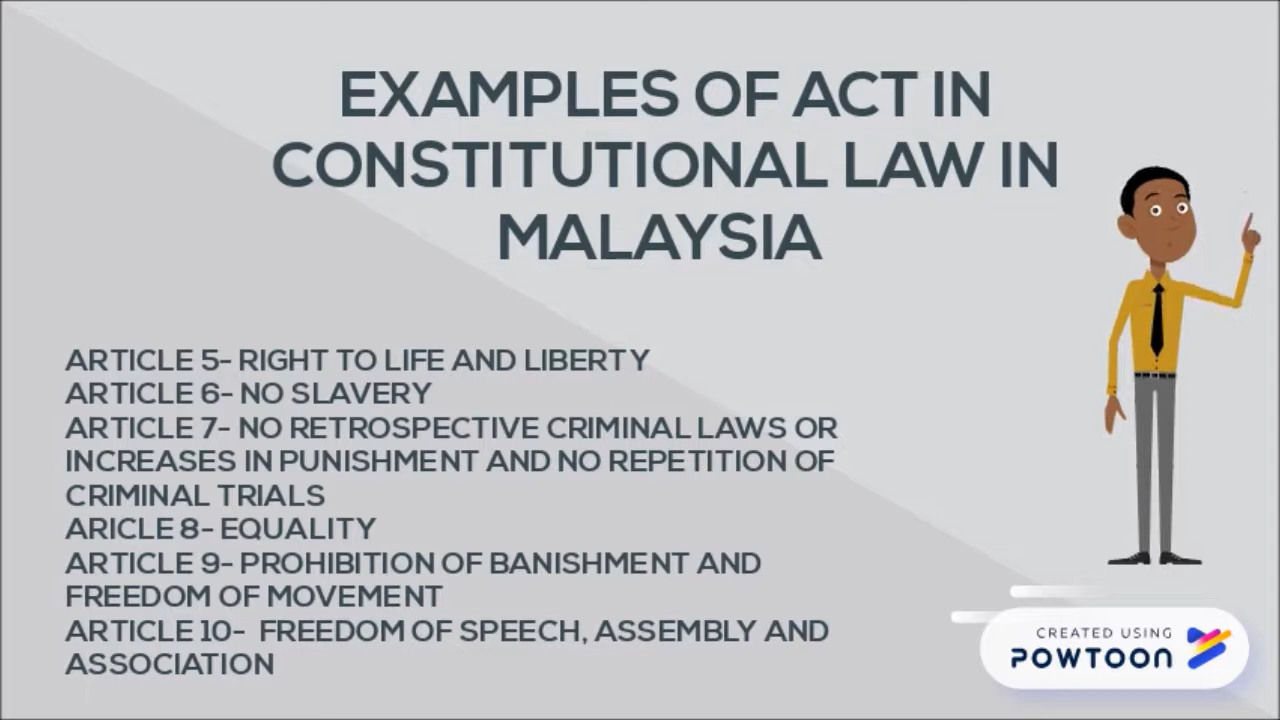 EXAMPLES OF ACT IN
CONSTITUTIONAL LAW IN
MALAYSIA
ARTICLE 5- RIGHT TO LIFE AND LIBERTY
ARTICLE 6- NO SLAVERY
ARTICLE 7- NO RETROSPECTIVE CRIMINAL LAWS OR
INCREASES IN PUNISHMENT AND NO REPETITION OF
CRIMINAL TRIALS
ARICLE 8- EQUALITY
ARTICLE 9- PROHIBITION OF BANISHMENT AND
FREEDOM OF MOVEMENT
ARTICLE 10- FREEDOM OF SPEECH, ASSEMBLY AND
ASSOCIATION
CREATED USING
POWTOON